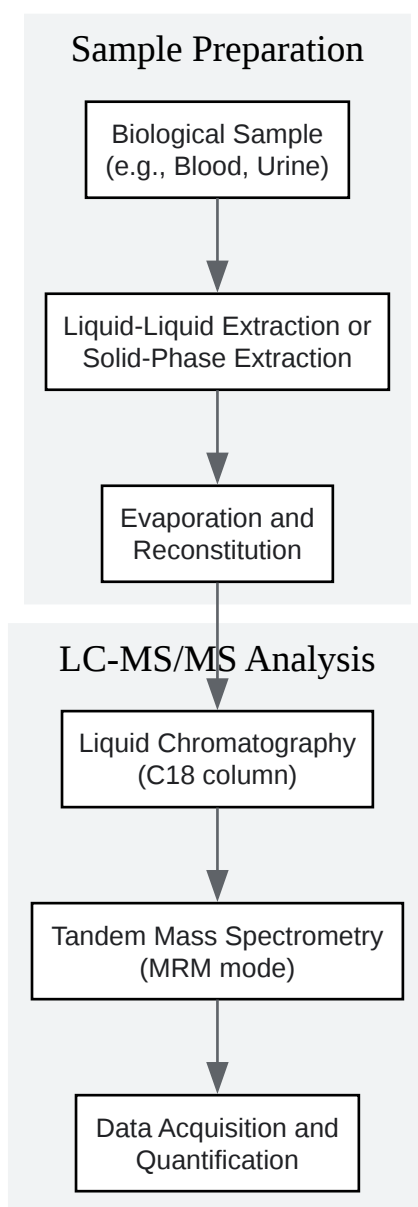 Sample Preparation
Biological Sample
(e.g., Blood, Urine)
Liquid-Liquid Extraction or
Solid-Phase Extraction
Evaporation and
Reconstitution
LC-MS/MS Analysis
Liquid Chromatography
(C18 column)
Tandem Mass Spectrometry
(MRM mode)
Data Acquisition and
Quantification